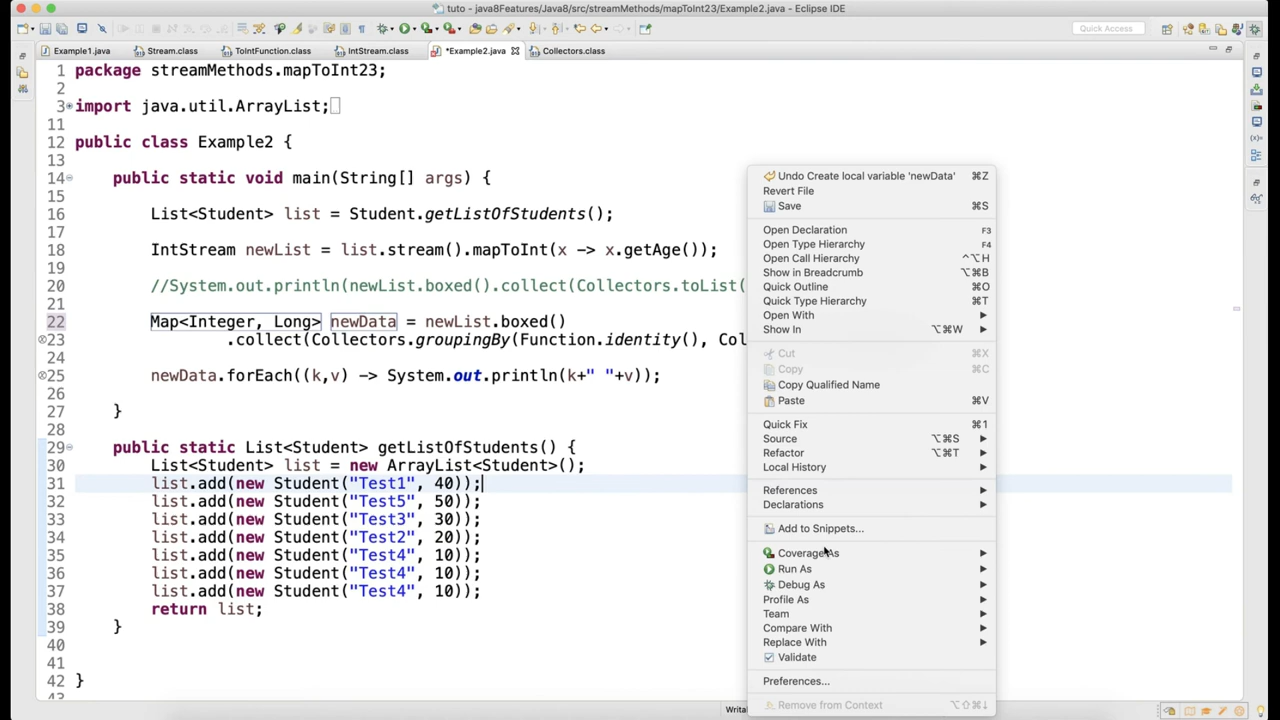 tuto - java8Features/Java8/src/streamMethods/mapToInt23/Example2.java - Eclipse IDE
Quick Access
Example1.java Stream.class ToIntFunction.class IntStream.class *Example2.java Collectors.class
1 package streamMethods.mapToInt23;
2
3 import java.util.ArrayList;
11
12 public class Example2 {
13
14 public static void main(String[] args) {
15
16 List<Student> list = Student.getListOfStudents();
17
18 IntStream newList = list.stream().mapToInt(x -> x.getAge());
19
20 //System.out.println(newList.boxed().collect(Collectors.toList(
21
22 Map<Integer, Long> newData = newList.boxed()
23 .collect(Collectors.groupingBy(Function.identity(), Col
24
25 newData.forEach((k,v) -> System.out.println(k+" "+v));
26
27 }
29 public static List<Student> getListOfStudents() {
30 List<Student> list = new ArrayList<Student>();
31 list.add(new Student("Test1", 40));
32 list.add(new Student("Test5", 50));
33 list.add(new Student("Test3", 30));
34 list.add(new Student("Test2", 20));
35 list.add(new Student("Test4", 10));
36 list.add(new Student("Test4", 10));
37 list.add(new Student("Test4", 10));
38 return list;
39 }
40
41
42 }
43
Undo Create local variable 'newData' ⌘Z
Revert File
Save ⌘S
Open Declaration F3
Open Type Hierarchy F4
Open Call Hierarchy ^⌥H
Show in Breadcrumb ⌥⌘B
Quick Outline ⌘O
Quick Type Hierarchy ⌘T
Open With
Show In ⌥⌘W
Cut ⌘X
Copy ⌘C
Copy Qualified Name
Paste ⌘V
Quick Fix ⌘1
Source ⌥⌘S
Refactor ⌥⌘T
Local History
References
Declarations
Add to Snippets...
Coverage As
Run As
Debug As
Profile As
Team
Compare With
Replace With
Validate
Preferences...
Remove from Context ⌥⇧⌘↓
Writa